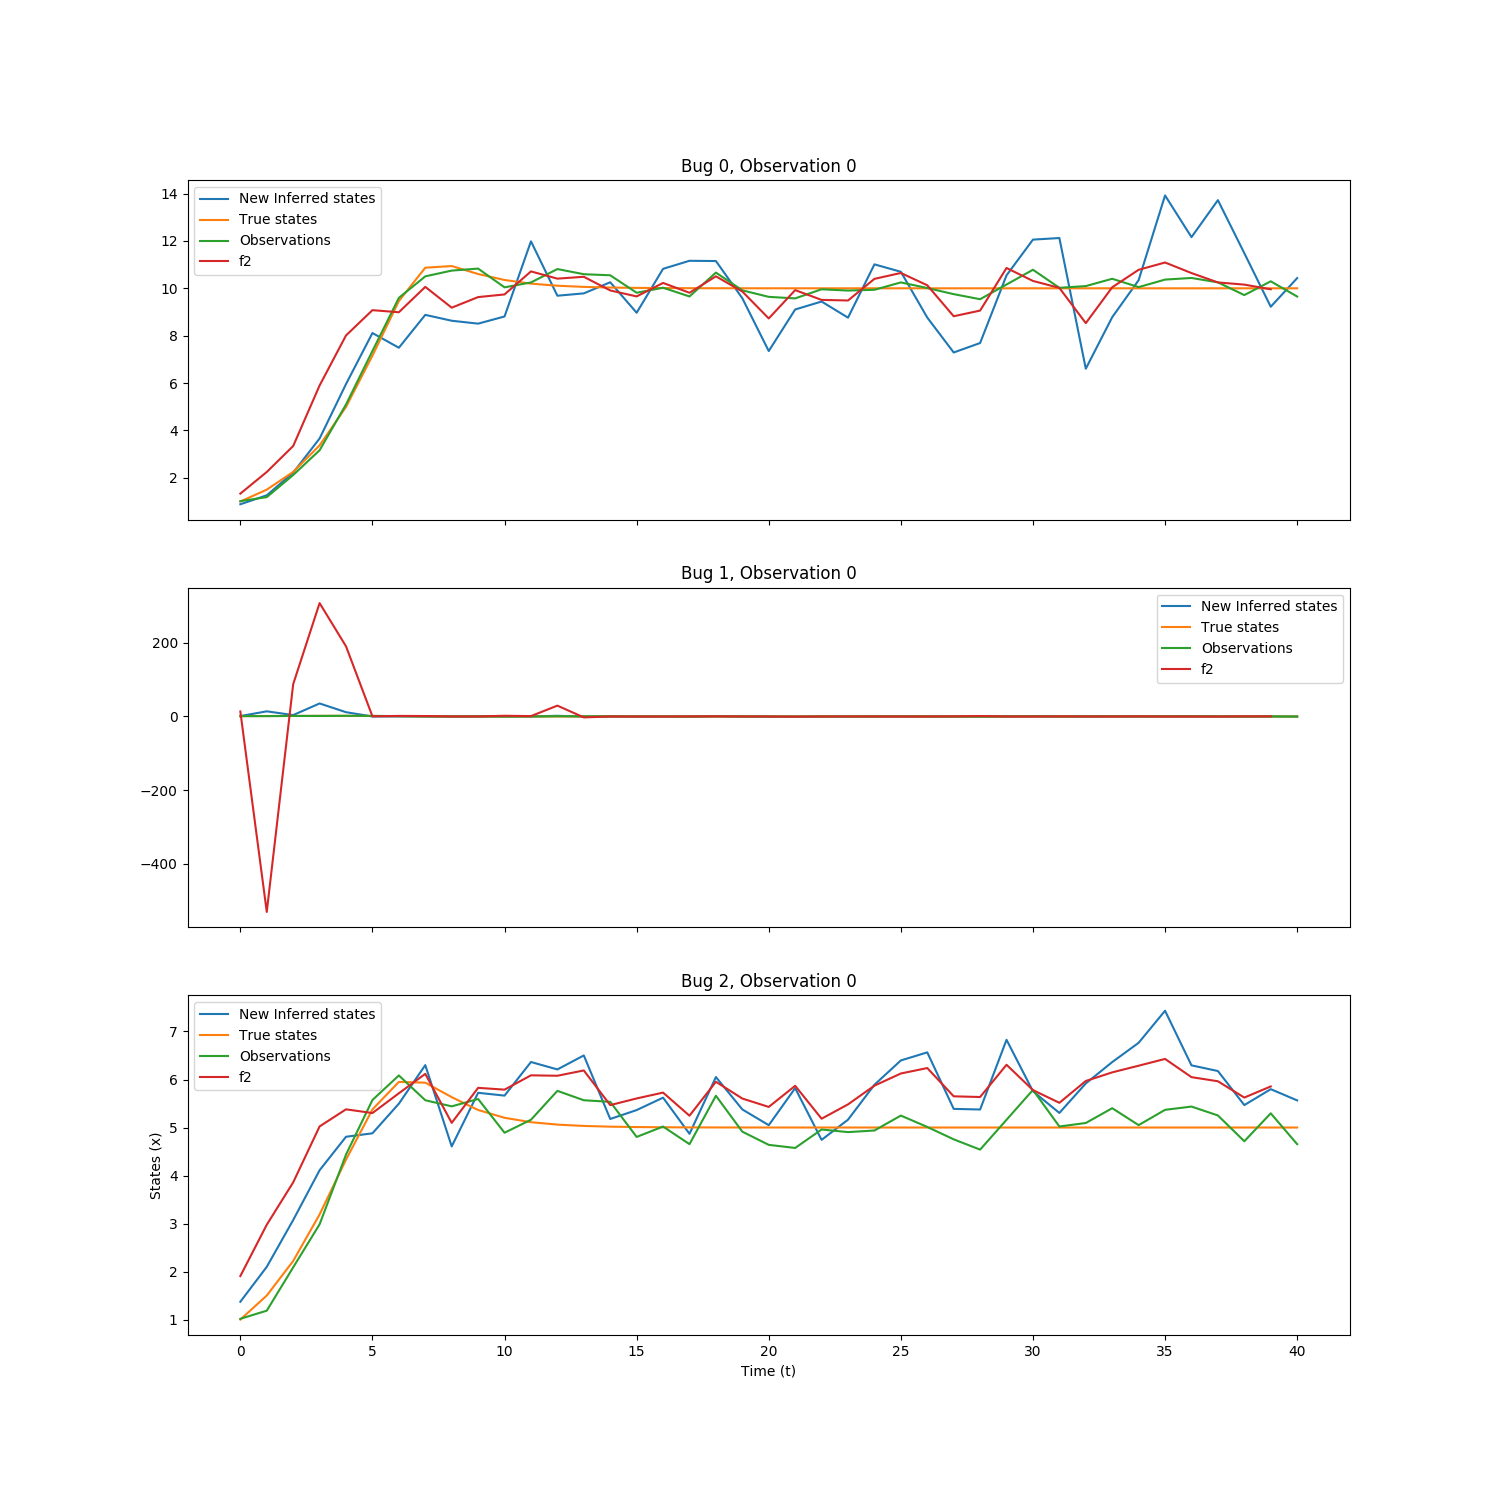 Bug 0, Observation 0
14
12
10
8
6
4
2
New Inferred states
True states
Observations
f2
Bug 1, Observation 0
200
0
−200
−400
New Inferred states
True states
Observations
f2
Bug 2, Observation 0
7
6
5
4
3
2
1
States (x)
New Inferred states
True states
Observations
f2
0 5 10 15 20 25 30 35 40
Time (t)